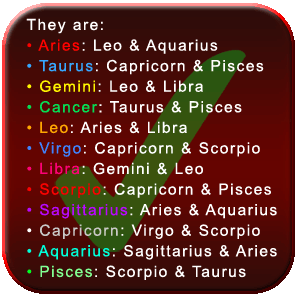 They are:
• Aries: Leo & Aquarius
• Taurus: Capricorn & Pisces
• Gemini: Leo & Libra
• Cancer: Taurus & Pisces
• Leo: Aries & Libra
• Virgo: Capricorn & Scorpio
• Libra: Gemini & Leo
• Scorpio: Capricorn & Pisces
• Sagittarius: Aries & Aquarius
• Capricorn: Virgo & Scorpio
• Aquarius: Sagittarius & Aries
• Pisces: Scorpio & Taurus